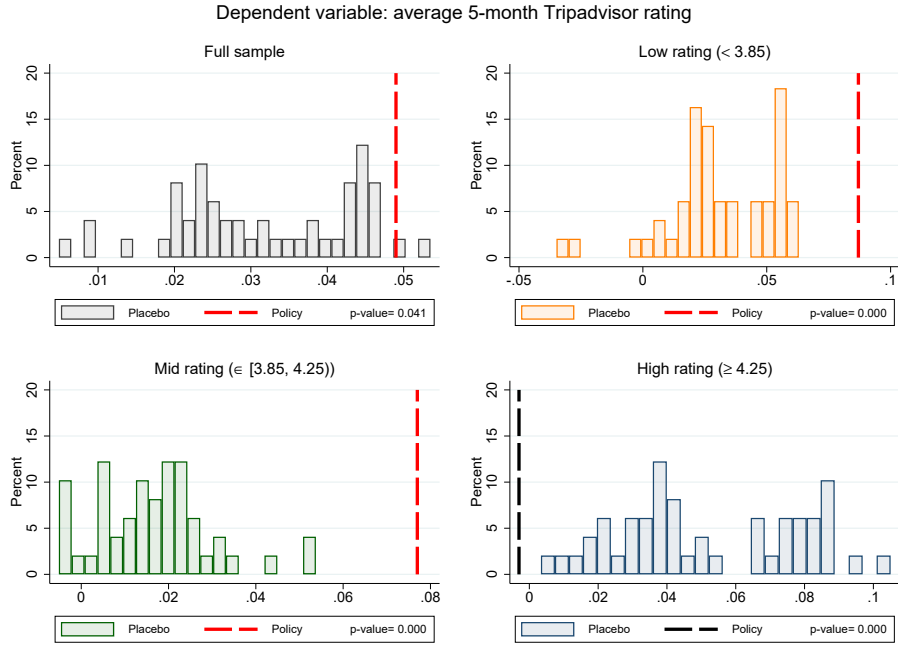 Dependent variable: average 5-month Tripadvisor rating
Full sample
Percent
20
15
10
5
0
.01 .02 .03 .04 .05
Placebo Policy p-value= 0.041
Low rating (< 3.85)
Percent
20
15
10
5
0
-.05 0 .05 .1
Placebo Policy p-value= 0.000
Mid rating (∈ [3.85, 4.25))
Percent
20
15
10
5
0
0 .02 .04 .06 .08
Placebo Policy p-value= 0.000
High rating (≥ 4.25)
Percent
20
15
10
5
0
0 .02 .04 .06 .08 .1
Placebo Policy p-value= 0.000